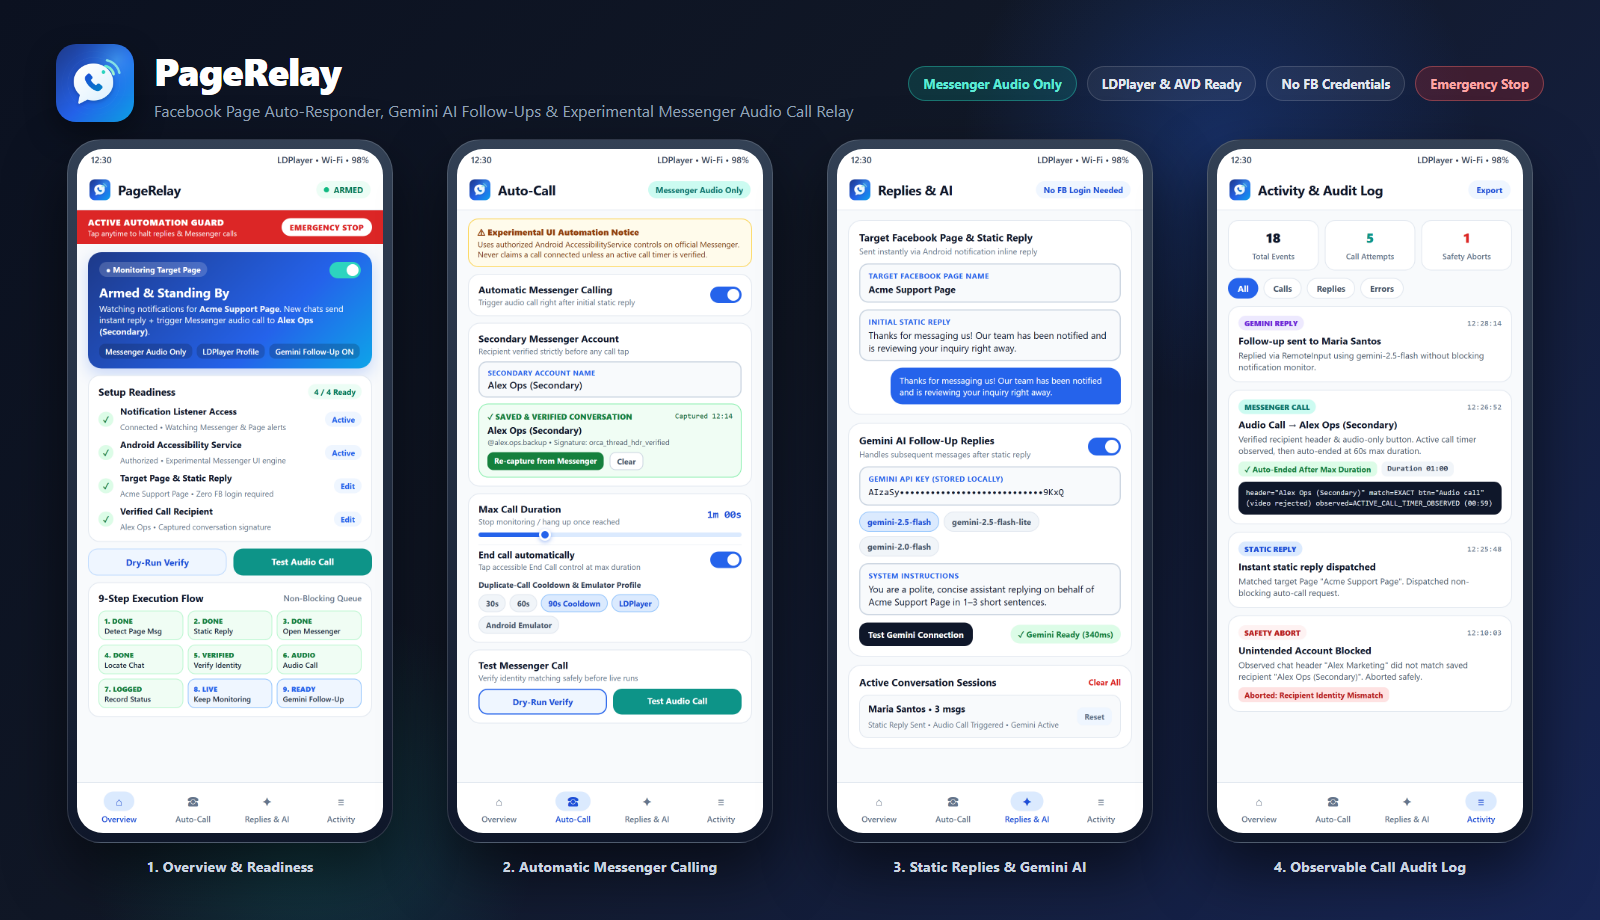 PageRelay
Facebook Page Auto-Responder, Gemini AI Follow-Ups & Experimental Messenger Audio Call Relay
Messenger Audio Only
LDPlayer & AVD Ready
No FB Credentials
Emergency Stop
12:30
LDPlayer • Wi-Fi • 98%
PageRelay
● ARMED
ACTIVE AUTOMATION GUARD
Tap anytime to halt replies & Messenger calls
EMERGENCY STOP
● Monitoring Target Page
Armed & Standing By
Watching notifications for Acme Support Page. New chats send
instant reply + trigger Messenger audio call to Alex Ops
(Secondary).
Messenger Audio Only
LDPlayer Profile
Gemini Follow-Up ON
Setup Readiness
4 / 4 Ready
✓
Notification Listener Access
Connected • Watching Messenger & Page alerts
Active
✓
Android Accessibility Service
Authorized • Experimental Messenger UI engine
Active
✓
Target Page & Static Reply
Acme Support Page • Zero FB login required
Edit
✓
Verified Call Recipient
Alex Ops • Captured conversation signature
Edit
Dry-Run Verify
Test Audio Call
9-Step Execution Flow
Non-Blocking Queue
1. DONE
Detect Page Msg
2. DONE
Static Reply
3. DONE
Open Messenger
4. DONE
Locate Chat
5. VERIFIED
Verify Identity
6. AUDIO
Audio Call
7. LOGGED
Record Status
8. LIVE
Keep Monitoring
9. READY
Gemini Follow-Up
Overview
Auto-Call
Replies & AI
Activity
1. Overview & Readiness
12:30
LDPlayer • Wi-Fi • 98%
Auto-Call
Messenger Audio Only
⚠ Experimental UI Automation Notice
Uses authorized Android AccessibilityService controls on official Messenger.
Never claims a call connected unless an active call timer is verified.
Automatic Messenger Calling
Trigger audio call right after initial static reply
Secondary Messenger Account
Recipient verified strictly before any call tap
SECONDARY ACCOUNT NAME
Alex Ops (Secondary)
✓ SAVED & VERIFIED CONVERSATION
Captured 12:14
Alex Ops (Secondary)
@alex.ops.backup • Signature: orca_thread_hdr_verified
Re-capture from Messenger
Clear
Max Call Duration
Stop monitoring / hang up once reached
1m 00s
End call automatically
Tap accessible End Call control at max duration
Duplicate-Call Cooldown & Emulator Profile
30s
60s
90s Cooldown
LDPlayer
Android Emulator
Test Messenger Call
Verify identity matching safely before live runs
Dry-Run Verify
Test Audio Call
Overview
Auto-Call
Replies & AI
Activity
2. Automatic Messenger Calling
12:30
LDPlayer • Wi-Fi • 98%
Replies & AI
No FB Login Needed
Target Facebook Page & Static Reply
Sent instantly via Android notification inline reply
TARGET FACEBOOK PAGE NAME
Acme Support Page
INITIAL STATIC REPLY
Thanks for messaging us! Our team has been notified and
is reviewing your inquiry right away.
Thanks for messaging us! Our team has been notified
and is reviewing your inquiry right away.
Gemini AI Follow-Up Replies
Handles subsequent messages after static reply
GEMINI API KEY (STORED LOCALLY)
AIzaSy••••••••••••••••••••••••••••9KxQ
gemini-2.5-flash
gemini-2.5-flash-lite
gemini-2.0-flash
SYSTEM INSTRUCTIONS
You are a polite, concise assistant replying on behalf of
Acme Support Page in 1–3 short sentences.
Test Gemini Connection
✓ Gemini Ready (340ms)
Active Conversation Sessions
Clear All
Maria Santos • 3 msgs
Static Reply Sent • Audio Call Triggered • Gemini Active
Reset
Overview
Auto-Call
Replies & AI
Activity
3. Static Replies & Gemini AI
12:30
LDPlayer • Wi-Fi • 98%
Activity & Audit Log
Export
18
Total Events
5
Call Attempts
1
Safety Aborts
All
Calls
Replies
Errors
GEMINI REPLY
12:28:14
Follow-up sent to Maria Santos
Replied via RemoteInput using gemini-2.5-flash without blocking
notification monitor.
MESSENGER CALL
12:26:52
Audio Call → Alex Ops (Secondary)
Verified recipient header & audio-only button. Active call timer
observed, then auto-ended at 60s max duration.
✓ Auto-Ended After Max Duration
Duration 01:00
header="Alex Ops (Secondary)" match=EXACT btn="Audio call"
(video rejected) observed=ACTIVE_CALL_TIMER_OBSERVED (00:59)
STATIC REPLY
12:25:48
Instant static reply dispatched
Matched target Page "Acme Support Page". Dispatched non-
blocking auto-call request.
SAFETY ABORT
12:10:03
Unintended Account Blocked
Observed chat header "Alex Marketing" did not match saved
recipient "Alex Ops (Secondary)". Aborted safely.
Aborted: Recipient Identity Mismatch
Overview
Auto-Call
Replies & AI
Activity
4. Observable Call Audit Log